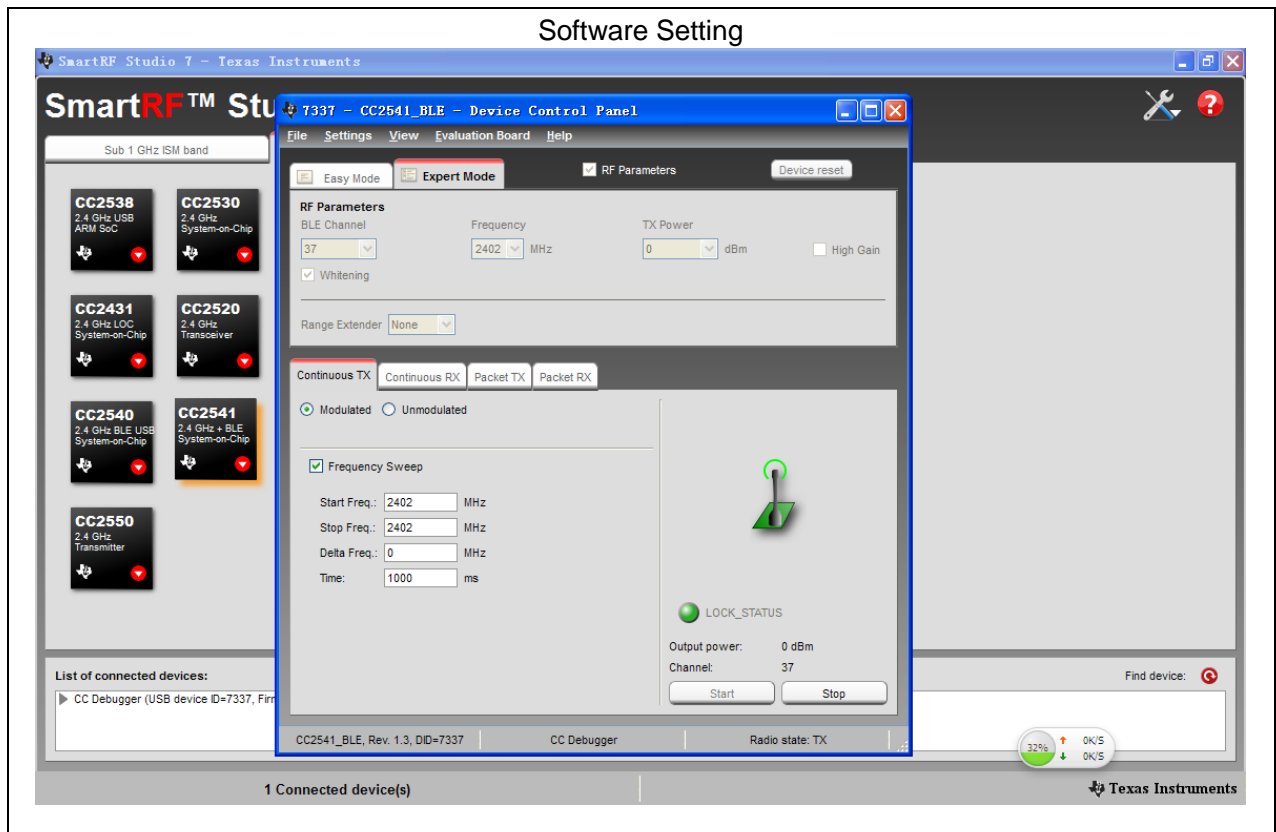 Software Setting
SmartRF Studio 7 - Texas Instruments
SmartRF™ Stu
Sub 1 GHz ISM band
CC2538
2.4 GHz USB
ARM SoC
CC2530
2.4 GHz
System-on-Chip
CC2431
2.4 GHz LOC
System-on-Chip
CC2520
2.4 GHz
Transceiver
CC2540
2.4 GHz BLE USB
System-on-Chip
CC2541
2.4 GHz + BLE
System-on-Chip
CC2550
2.4 GHz
Transmitter
7337 - CC2541_BLE - Device Control Panel
File Settings View Evaluation Board Help
Easy Mode Expert Mode RF Parameters Device reset
RF Parameters
BLE Channel Frequency TX Power
37 2402 MHz 0 dBm High Gain
Whitening
Range Extender None
Continuous TX Continuous RX Packet TX Packet RX
Modulated Unmodulated
Frequency Sweep
Start Freq.: 2402 MHz
Stop Freq.: 2402 MHz
Delta Freq.: 0 MHz
Time: 1000 ms
LOCK_STATUS
Output power: 0 dBm
Channel: 37
Start Stop
CC2541_BLE, Rev. 1.3, DID=7337 CC Debugger Radio state: TX
List of connected devices: Find device:
CC Debugger (USB device ID=7337, Firr
32% 0K/S
0K/S
1 Connected device(s) Texas Instruments